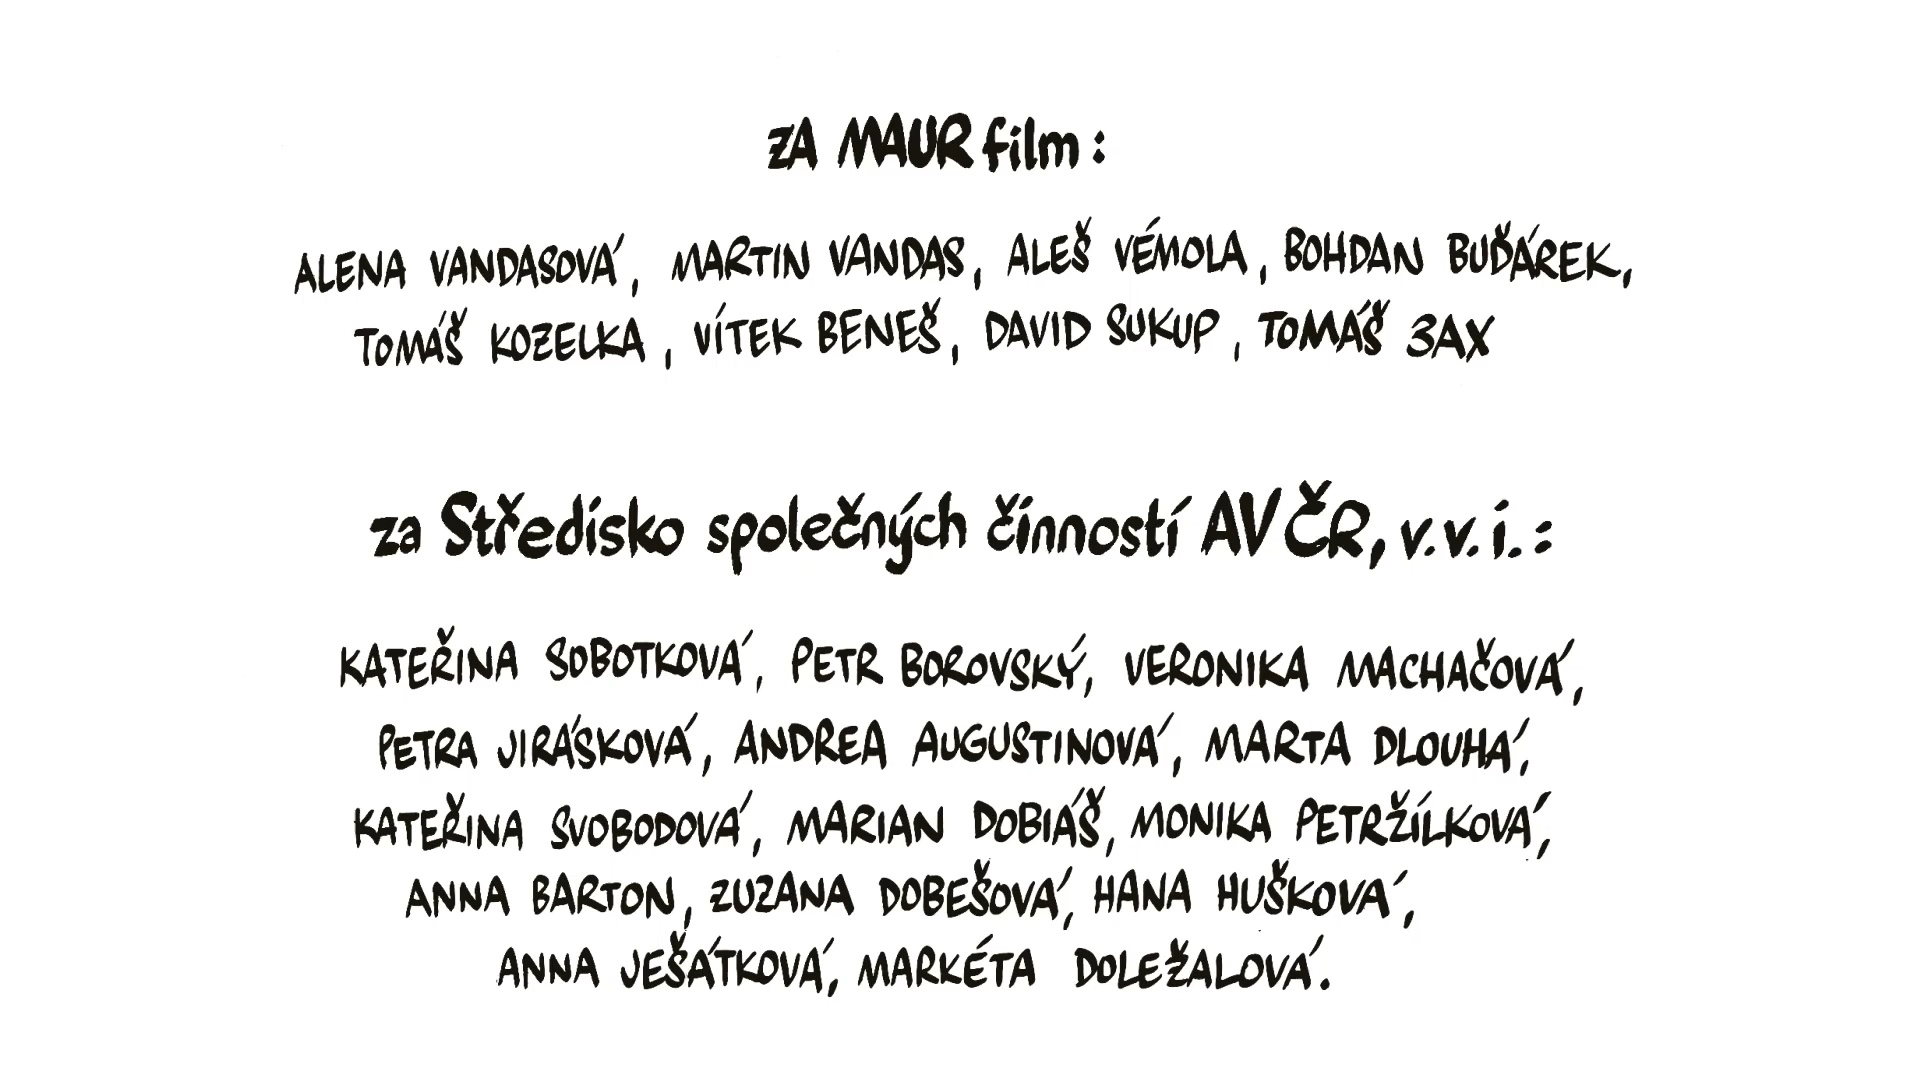 ZA MAUR film:
ALENA VANDASOVÁ, MARTIN VANDAS, ALEŠ VÉMOLA, BOHDAN BUĎÁREK,
TOMÁŠ KOZELKA, VÍTEK BENEŠ, DAVID SUKUP, TOMÁŠ 3AX
za Středisko společných činností AV ČR, v.v.i.:
KATEŘINA SOBOTKOVÁ, PETR BOROVSKÝ, VERONIKA MACHAČOVÁ,
PETRA JIRÁSKOVÁ, ANDREA AUGUSTINOVÁ, MARTA DLOUHÁ,
KATEŘINA SVOBODOVÁ, MARIAN DOBIÁŠ, MONIKA PETRŽÍLKOVÁ,
ANNA BARTON, ZUZANA DOBEŠOVÁ, HANA HUŠKOVÁ,
ANNA JEŠÁTKOVÁ, MARKÉTA DOLEŽALOVÁ.